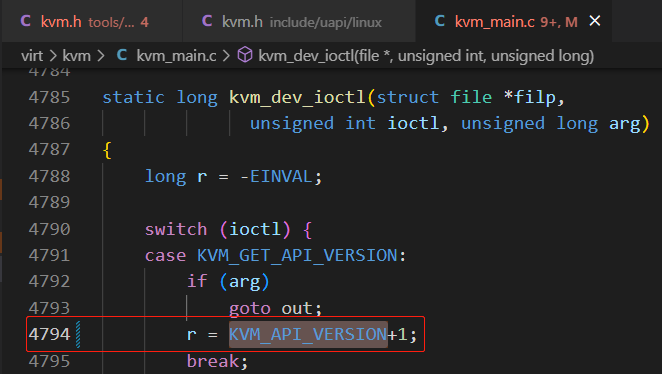 C kvm.h tools/... 4 C kvm.h include/uapi/linux C kvm_main.c 9+, M ×
virt > kvm > C kvm_main.c > kvm_dev_ioctl(file *, unsigned int, unsigned long)
4784
4785 static long kvm_dev_ioctl(struct file *filp,
4786 unsigned int ioctl, unsigned long arg)
4787 {
4788 long r = -EINVAL;
4789
4790 switch (ioctl) {
4791 case KVM_GET_API_VERSION:
4792 if (arg)
4793 goto out;
4794 r = KVM_API_VERSION+1;
4795 break;